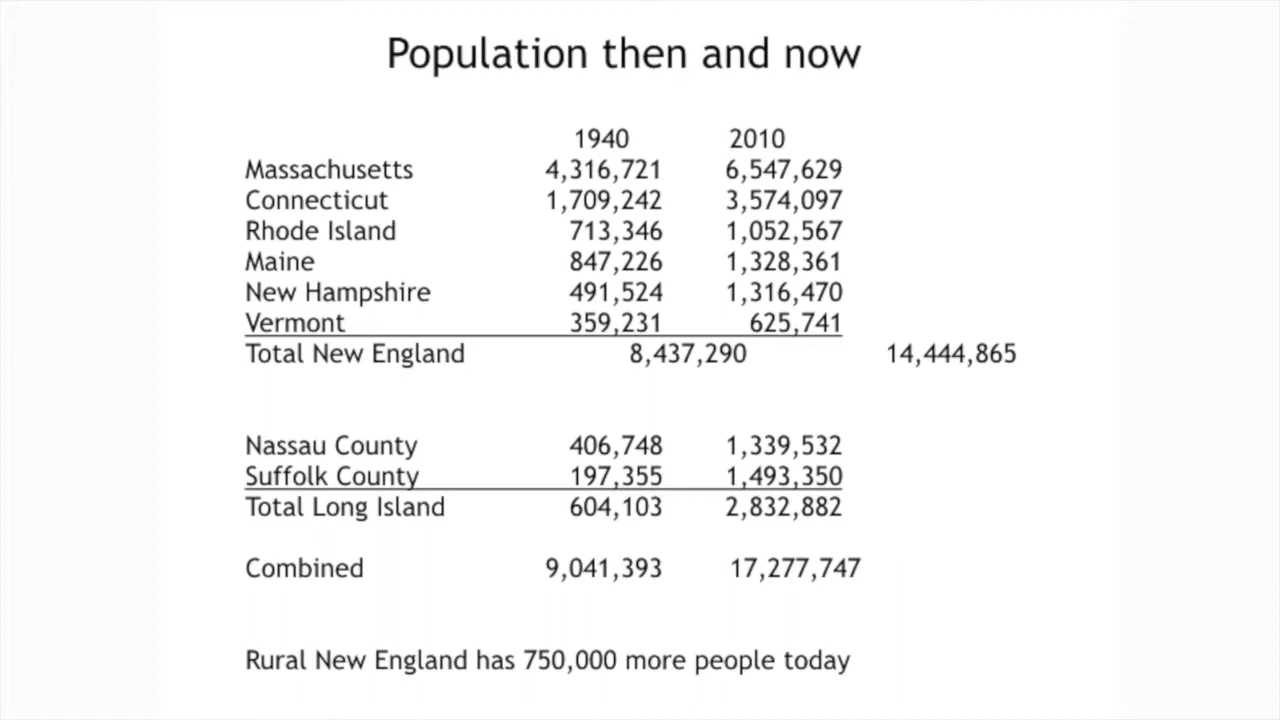 Population then and now
1940 2010
Massachusetts 4,316,721 6,547,629
Connecticut 1,709,242 3,574,097
Rhode Island 713,346 1,052,567
Maine 847,226 1,328,361
New Hampshire 491,524 1,316,470
Vermont 359,231 625,741
Total New England 8,437,290 14,444,865
Nassau County 406,748 1,339,532
Suffolk County 197,355 1,493,350
Total Long Island 604,103 2,832,882
Combined 9,041,393 17,277,747
Rural New England has 750,000 more people today